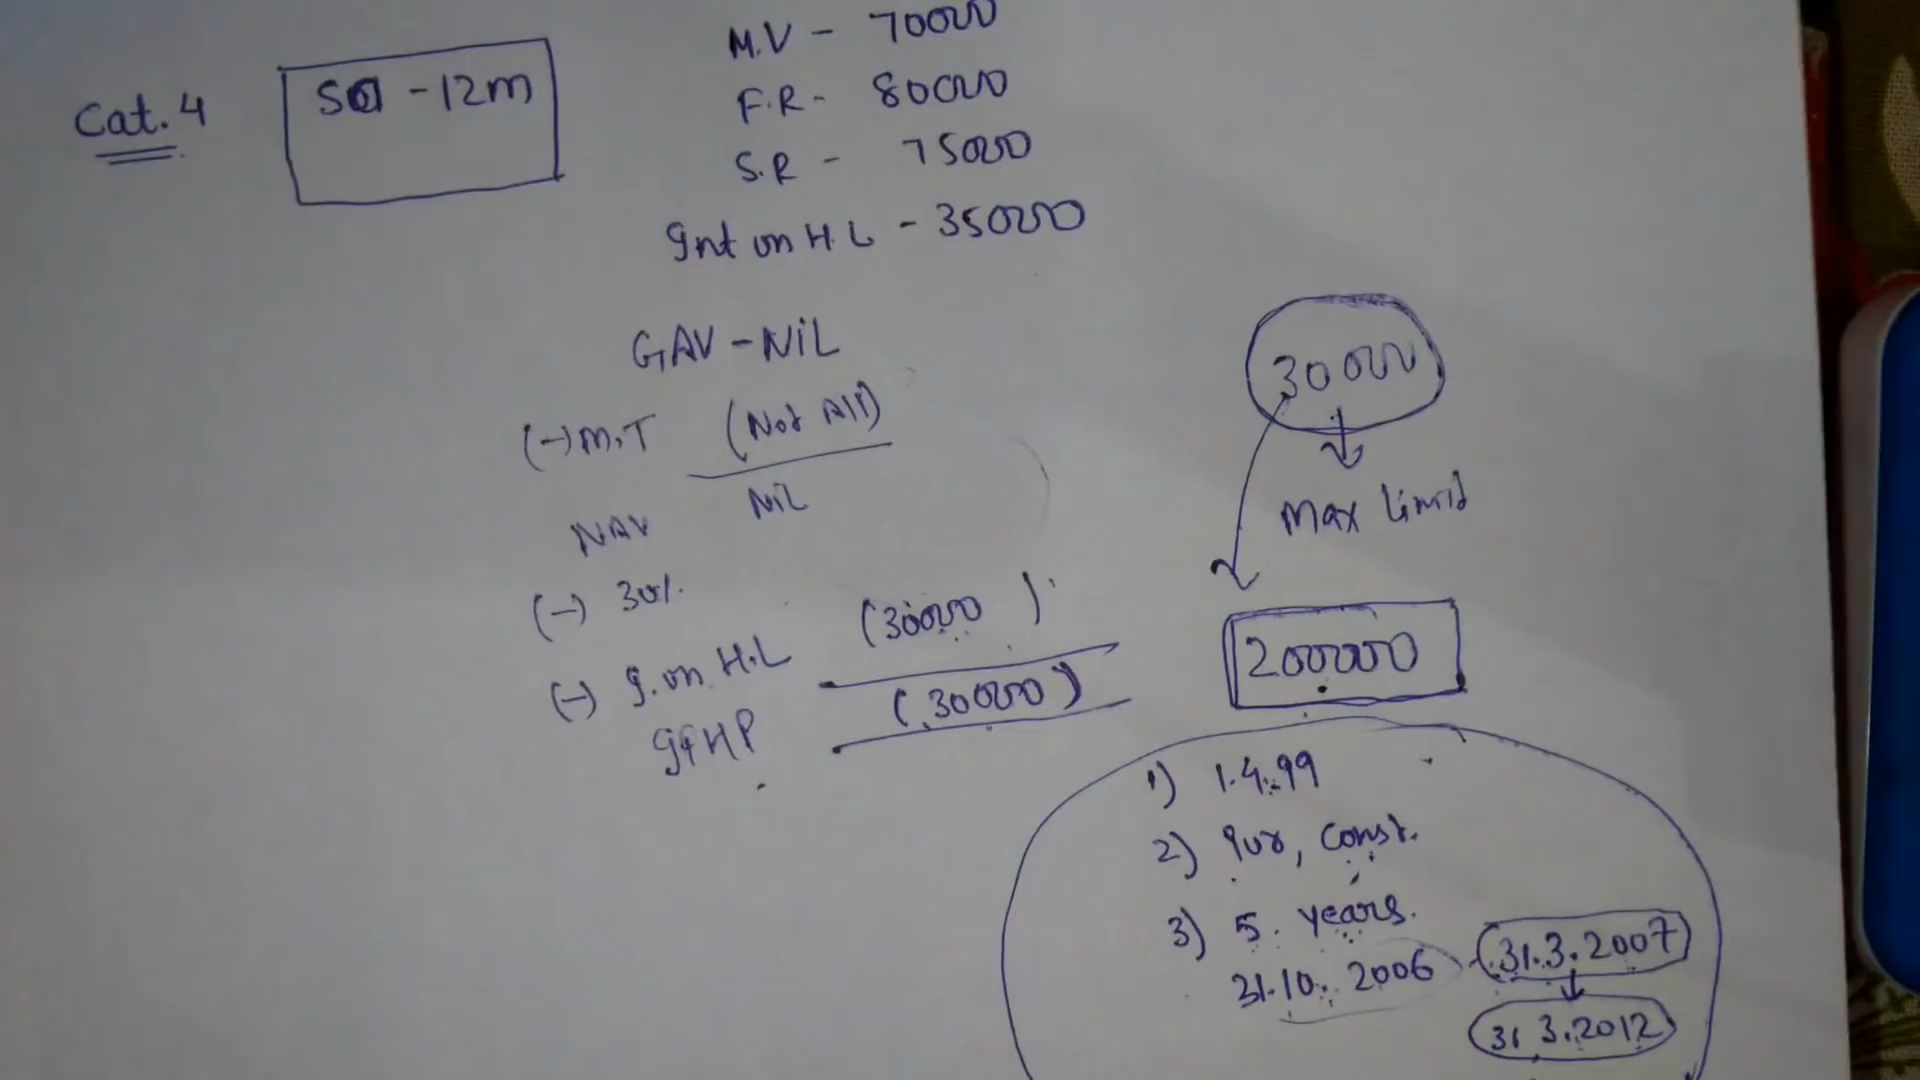 Cat. 4
SO - 12m
M.V - 70000
F.R - 80000
S.R - 75000
Int on H.L - 35000
GAV - NiL
(-) M.T (Not All)
NAV NiL
(-) 30%
(-) I. on H.L (30000)
IFHP (30000)
30000
Max limit
200000
1) 1.4.99
2) Pur, Const.
3) 5. years.
31.10.2006 - 31.3.2007
31.3.2012